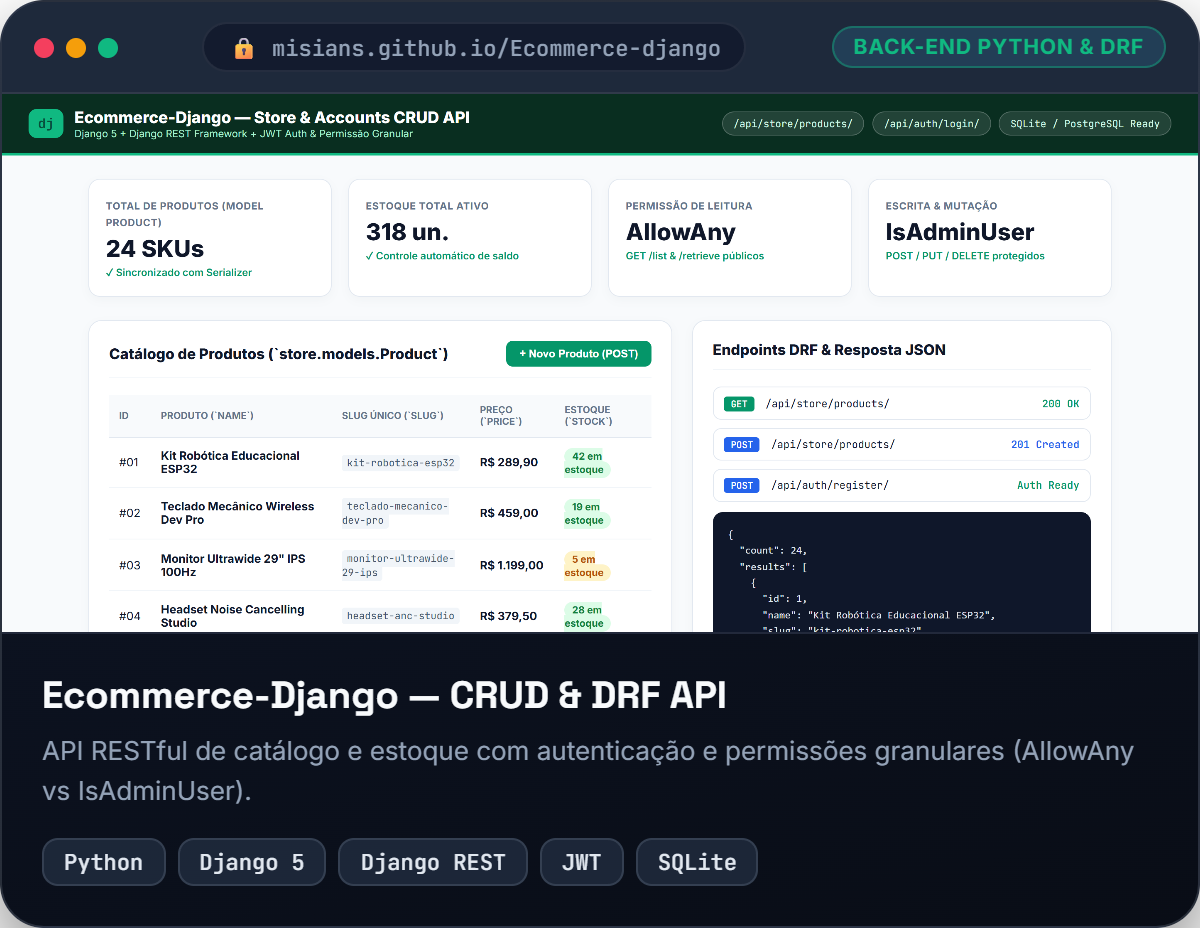 misians.github.io/Ecommerce-django
BACK-END PYTHON & DRF
dj
Ecommerce-Django — Store & Accounts CRUD API
Django 5 + Django REST Framework + JWT Auth & Permissão Granular
/api/store/products/
/api/auth/login/
SQLite / PostgreSQL Ready
TOTAL DE PRODUTOS (MODEL
PRODUCT)
24 SKUs
✓ Sincronizado com Serializer
ESTOQUE TOTAL ATIVO
318 un.
✓ Controle automático de saldo
PERMISSÃO DE LEITURA
AllowAny
GET /list & /retrieve públicos
ESCRITA & MUTAÇÃO
IsAdminUser
POST / PUT / DELETE protegidos
Catálogo de Produtos (`store.models.Product`)
+ Novo Produto (POST)
ID
PRODUTO (`NAME`)
SLUG ÚNICO (`SLUG`)
PREÇO
(`PRICE`)
ESTOQUE
(`STOCK`)
#01
Kit Robótica Educacional
ESP32
kit-robotica-esp32
R$ 289,90
42 em
estoque
#02
Teclado Mecânico Wireless
Dev Pro
teclado-mecanico-
dev-pro
R$ 459,00
19 em
estoque
#03
Monitor Ultrawide 29" IPS
100Hz
monitor-ultrawide-
29-ips
R$ 1.199,00
5 em
estoque
#04
Headset Noise Cancelling
Studio
headset-anc-studio
R$ 379,50
28 em
estoque
Endpoints DRF & Resposta JSON
GET /api/store/products/ 200 OK
POST /api/store/products/ 201 Created
POST /api/auth/register/ Auth Ready
{
"count": 24,
"results": [
{
"id": 1,
"name": "Kit Robótica Educacional ESP32",
"slug": "kit-robotica-esp32"
Ecommerce-Django — CRUD & DRF API
API RESTful de catálogo e estoque com autenticação e permissões granulares (AllowAny
vs IsAdminUser).
Python
Django 5
Django REST
JWT
SQLite